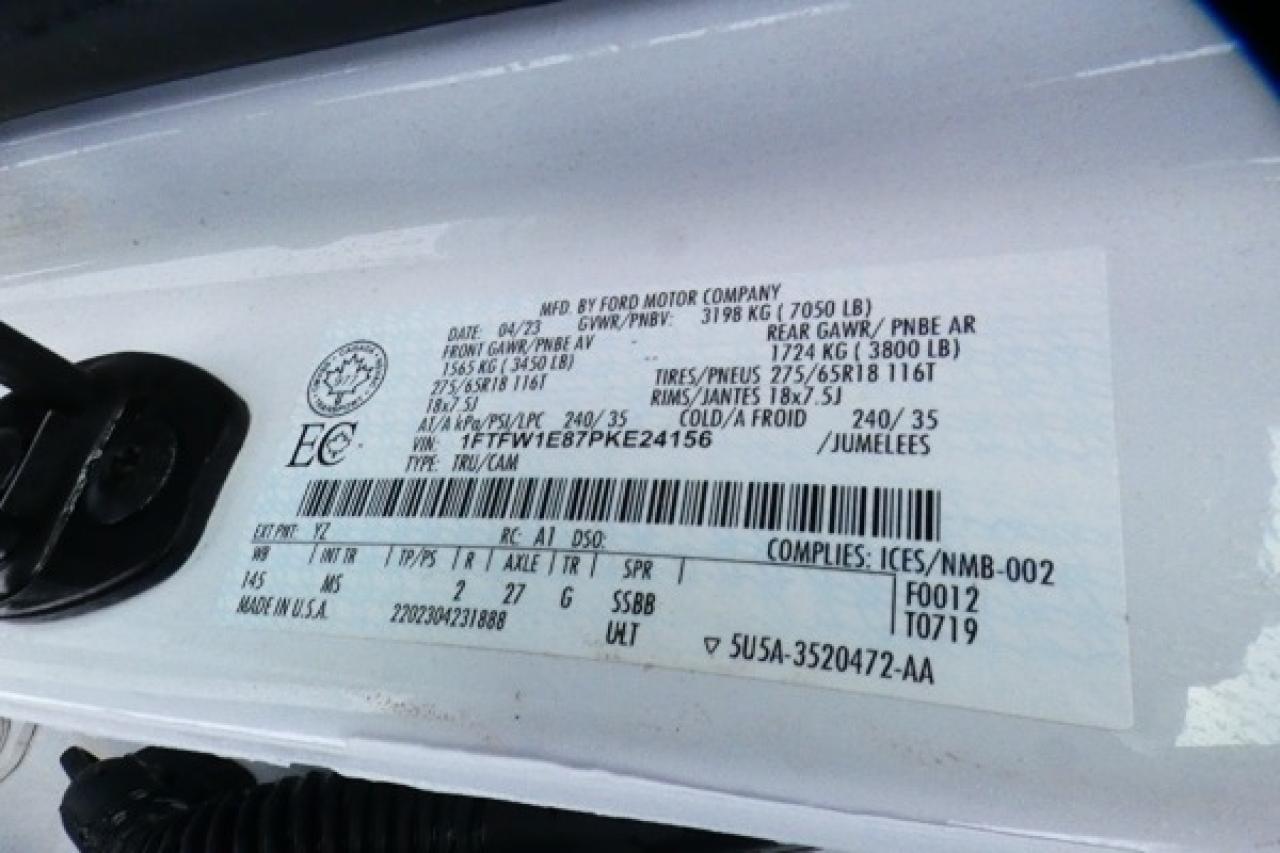 MFD. BY FORD MOTOR COMPANY
DATE: 04/23 GVWR/PNBV: 3198 KG ( 7050 LB)
FRONT GAWR/PNBE AV REAR GAWR/ PNBE AR
1565 KG ( 3450 LB) 1724 KG ( 3800 LB)
275/65R18 116T TIRES/PNEUS 275/65R18 116T
18x7.5J RIMS/JANTES 18x7.5J
AT/A kPa/PSI/LPC 240/ 35 COLD/A FROID 240/ 35
VIN: 1FTFW1E87PKE24156 /JUMELEES
TYPE: TRU/CAM
EC
EXT PNT: YZ RC: A1 DSO:
COMPLIES: ICES/NMB-002
WB | INT TR | TP/PS | R | AXLE | TR | SPR |
145 MS 2 27 G SSBB
F0012
T0719
MADE IN U.S.A. 2202304231888 ULT
▽ 5U5A-3520472-AA